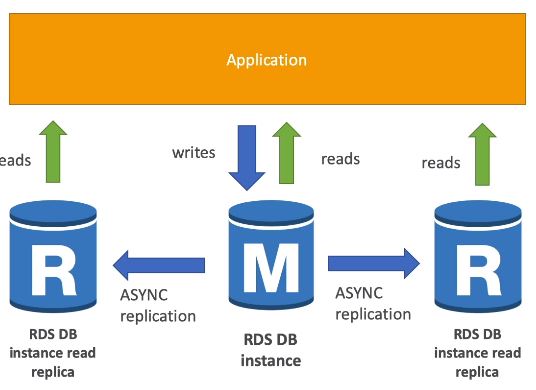 Application
eads
writes
reads
reads
R
M
R
ASYNC
replication
ASYNC
replication
RDS DB
instance read
replica
RDS DB
instance
RDS DB
instance read
replica